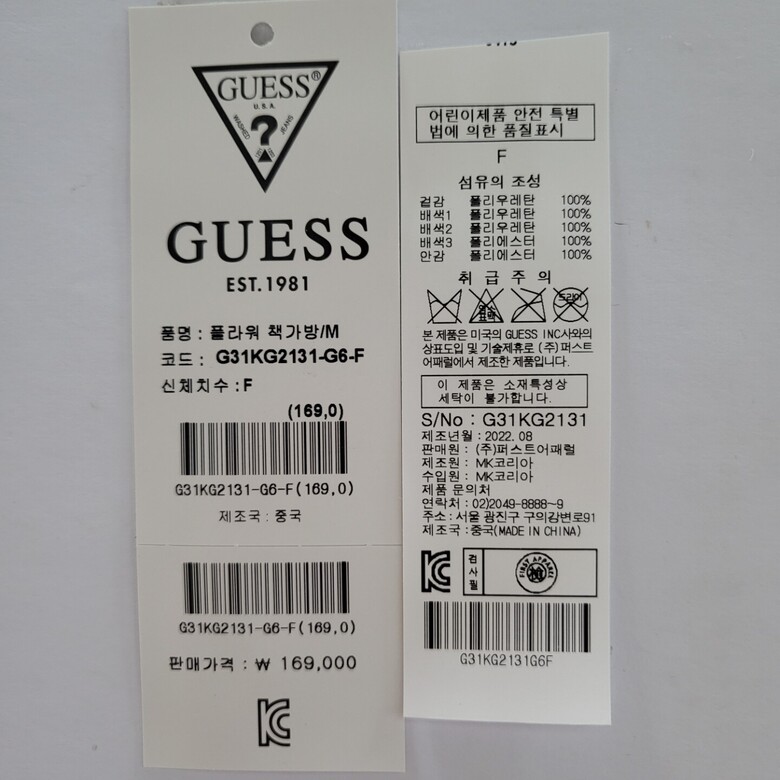 GUESS®
U.S.A.
WASHED
?
JEANS
GUESS
EST.1981
품명 : 플라워 책가방/M
코드 : G31KG2131-G6-F
신체치수 : F
(169,0)
G31KG2131-G6-F(169,0)
제조국 : 중국
G31KG2131-G6-F(169,0)
판매가격 : ₩ 169,000
어린이제품 안전 특별
법에 의한 품질표시
F
섬유의 조성
겉감 폴리우레탄 100%
배색1 폴리우레탄 100%
배색2 폴리우레탄 100%
배색3 폴리에스터 100%
안감 폴리에스터 100%
취 급 주 의
염소
표백
드라이
본 제품은 미국의 GUESS INC사와의
상표도입 및 기술제휴로 (주)퍼스트
어패럴에서 제조한 제품입니다.
이 제품은 소재특성상
세탁이 불가합니다.
S/No : G31KG2131
제조년월 : 2022. 08
판매원 : (주)퍼스트어패럴
제조원 : MK코리아
수입원 : MK코리아
제품 문의처
연락처 : 02)2049-8888~9
주소 : 서울 광진구 구의강변로91
제조국 : 중국(MADE IN CHINA)
검사필
FIRST APPAREL
G31KG2131G6F